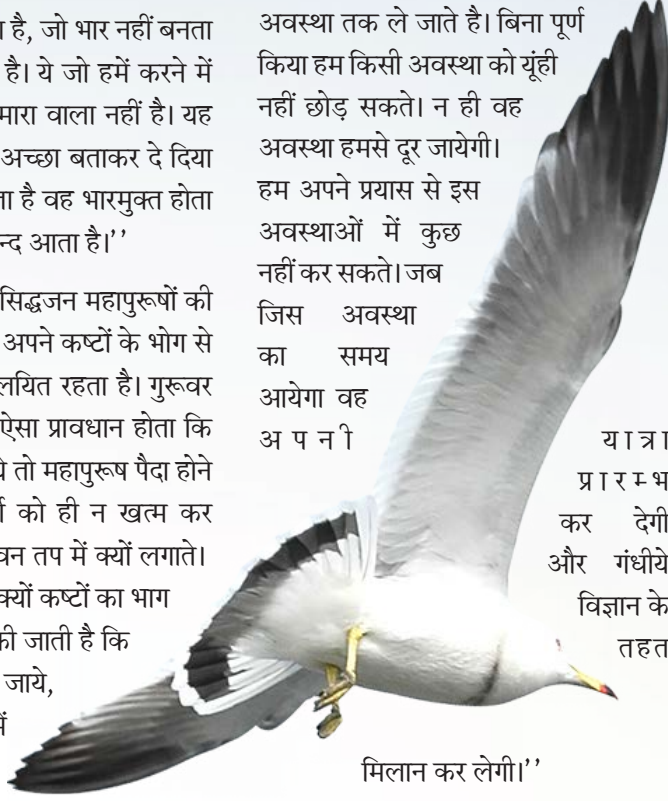 है, जो भार नहीं बनता
है। ये जो हमें करने में
वाला नहीं है। यह
अच्छा बताकर दे दिया
है वह भारमुक्त होता
आता है।’’
सिद्धजन महापुरूषों की
अपने कष्टों के भोग से
रहता है। गुरूवर
ऐसा प्रावधान होता कि
तो महापुरूष पैदा होने
को ही न खत्म कर
तप में क्यों लगाते।
क्यों कष्टों का भाग
की जाती है कि
जाये,
में
अवस्था तक ले जाते है। बिना पूर्ण
किया हम किसी अवस्था को यूंही
नहीं छोड़ सकते। न ही वह
अवस्था हमसे दूर जायेगी।
हम अपने प्रयास से इस
अवस्थाओं में कुछ
नहीं कर सकते। जब
जिस अवस्था
का समय
आयेगा वह
अपनी
यात्रा
प्रारम्भ
कर देगी
और गंधीये
विज्ञान के
तहत
मिलान कर लेगी।’’